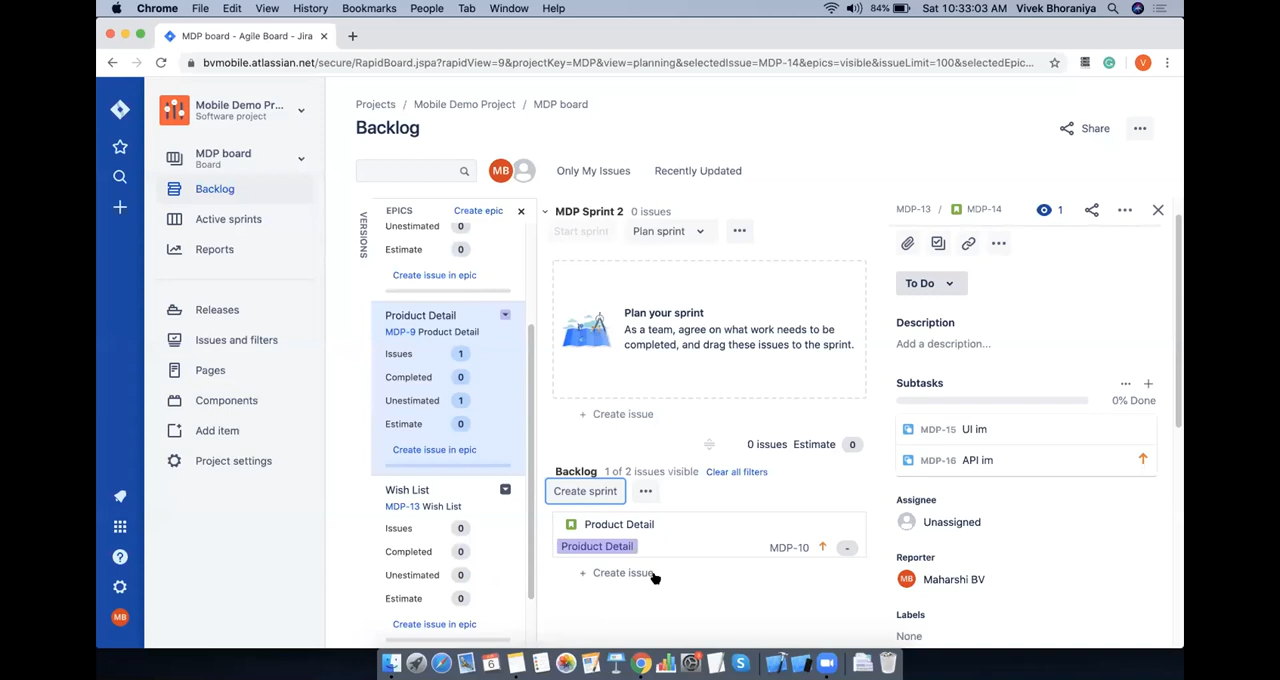 Chrome File Edit View History Bookmarks People Tab Window Help
84% Sat 10:33:03 AM Vivek Bhoraniya
MDP board - Agile Board - Jira
bvmobile.atlassian.net/secure/RapidBoard.jspa?rapidView=9&projectKey=MDP&view=planning&selectedIssue=MDP-14&epics=visible&issueLimit=100&selectedEpic...
V
Mobile Demo Pr...
Software project
MDP board
Board
Backlog
Active sprints
Reports
Releases
Issues and filters
Pages
Components
Add item
Project settings
MB
Projects / Mobile Demo Project / MDP board
Backlog
Share
MB
Only My Issues
Recently Updated
VERSIONS
EPICS
Create epic
Unestimated 0
Estimate 0
Create issue in epic
Proiduct Detail
MDP-9 Product Detail
Issues 1
Completed 0
Unestimated 1
Estimate 0
Create issue in epic
Wish List
MDP-13 Wish List
Issues 0
Completed 0
Unestimated 0
Estimate 0
Create issue in epic
MDP Sprint 2 0 issues
Start sprint
Plan sprint
Plan your sprint
As a team, agree on what work needs to be
completed, and drag these issues to the sprint.
+ Create issue
0 issues Estimate 0
Backlog 1 of 2 issues visible Clear all filters
Create sprint
Product Detail
Proiduct Detail
MDP-10
-
+ Create issue
MDP-13 / MDP-14
1
To Do
Description
Add a description...
Subtasks
0% Done
MDP-15 UI im
MDP-16 API im
Assignee
Unassigned
Reporter
MB Maharshi BV
Labels
None
6